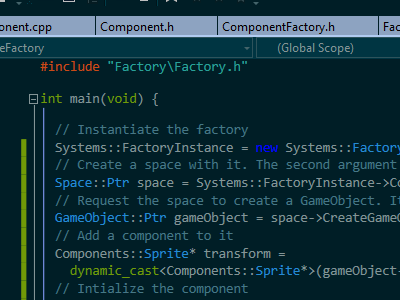 onent.cpp Component.h ComponentFactory.h Fac
eFactory (Global Scope)
#include "Factory\Factory.h"
int main(void) {
// Instantiate the factory
Systems::FactoryInstance = new Systems::Factory
// Create a space with it. The second argument
Space::Ptr space = Systems::FactoryInstance->Co
// Request the space to create a GameObject. It
GameObject::Ptr gameObject = space->CreateGameO
// Add a component to it
Components::Sprite* transform =
dynamic_cast<Components::Sprite*>(gameObject-
// Intialize the component